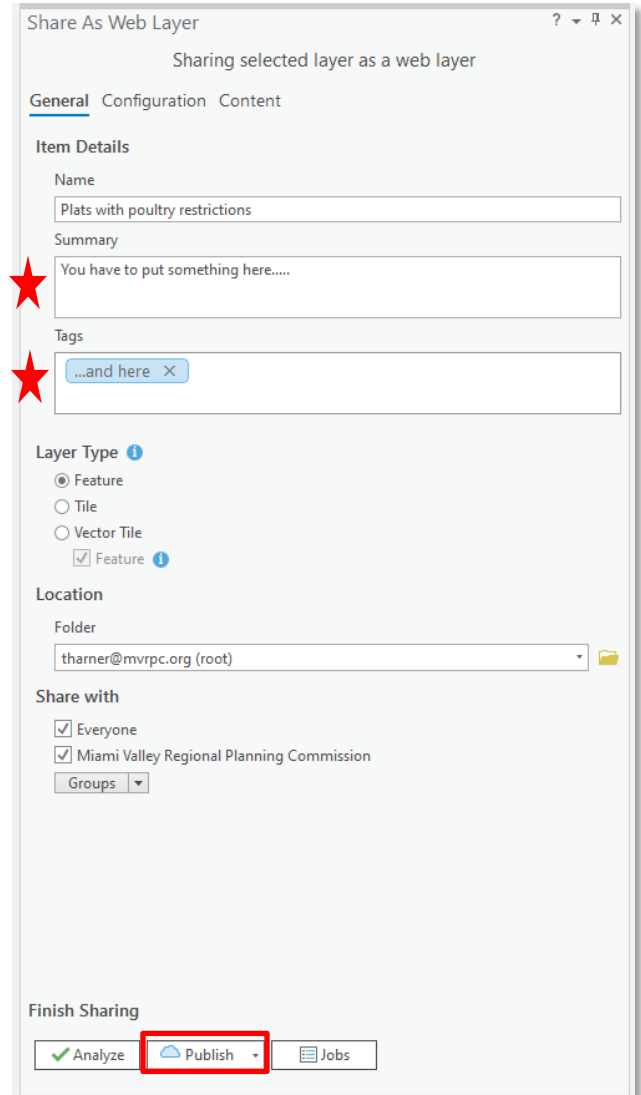 Share As Web Layer
?
Sharing selected layer as a web layer
General Configuration Content
Item Details
Name
Plats with poultry restrictions
Summary
You have to put something here.....
Tags
...and here
Layer Type
Feature
Tile
Vector Tile
Feature
Location
Folder
tharner@mvrpc.org (root)
Share with
Everyone
Miami Valley Regional Planning Commission
Groups
Finish Sharing
Analyze Publish Jobs